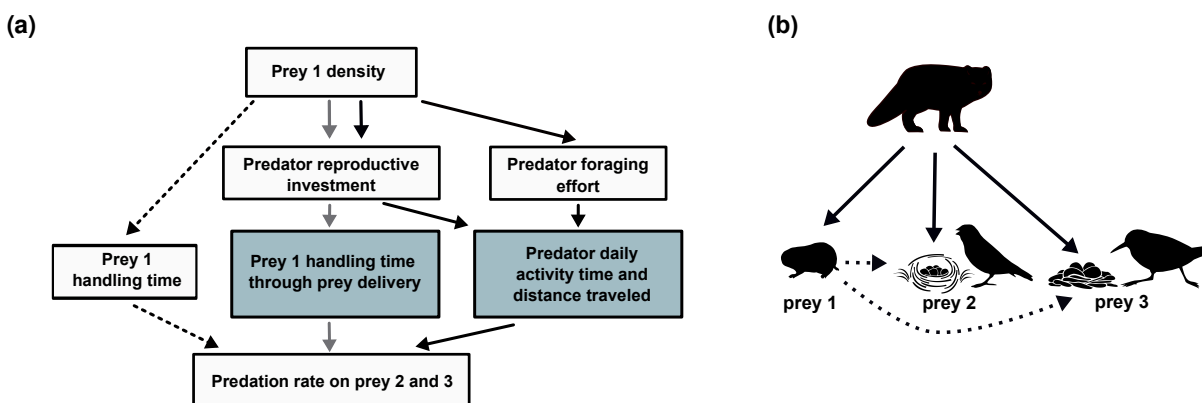 (a)
Prey 1 density
Predator reproductive
investment
Predator foraging
effort
Prey 1
handling time
Prey 1 handling time
through prey delivery
Predator daily
activity time and
distance traveled
Predation rate on prey 2 and 3
(b)
prey 1
prey 2
prey 3